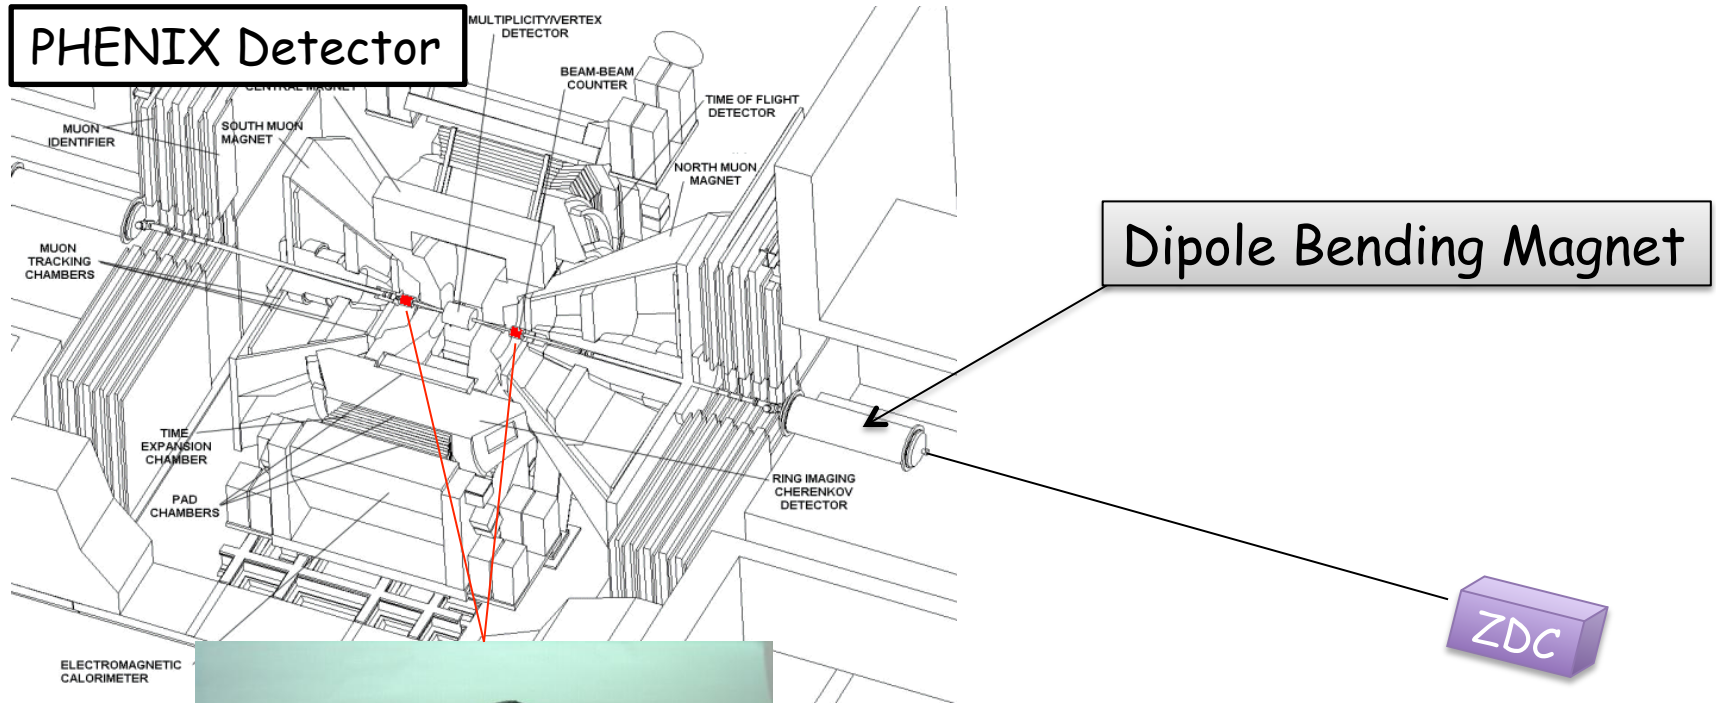 PHENIX Detector
MULTIPLICITY/VERTEX
DETECTOR
BEAM-BEAM
COUNTER
CENTRAL MAGNET
TIME OF FLIGHT
DETECTOR
MUON
IDENTIFIER
SOUTH MUON
MAGNET
NORTH MUON
MAGNET
Dipole Bending Magnet
MUON
TRACKING
CHAMBERS
TIME
EXPANSION
CHAMBER
PAD
CHAMBERS
RING IMAGING
CHERENKOV
DETECTOR
ZDC
ELECTROMAGNETIC
CALORIMETER